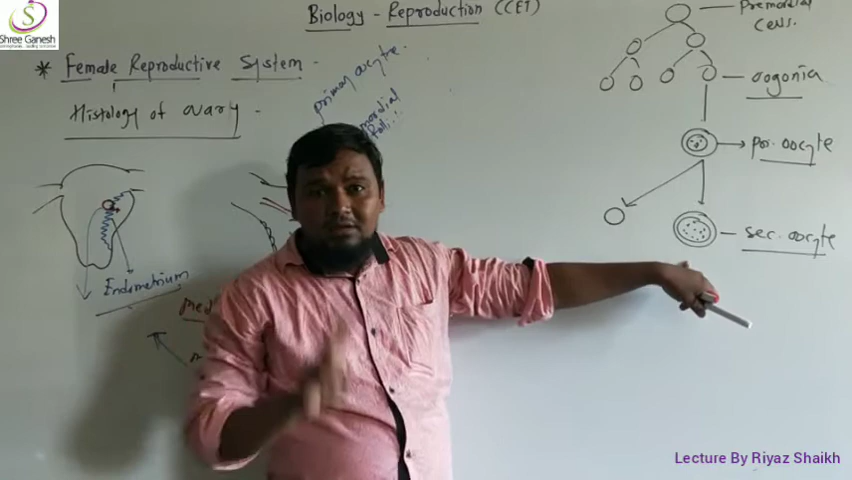 Shree Ganesh
Biology - Reproduction (CET)
* Female Reproductive System -
Histology of ovary -
primary oocyte.
Endometrium
Premordial
Cells.
oogonia
pri. oocyte
sec. oocyte
Lecture By Riyaz Shaikh